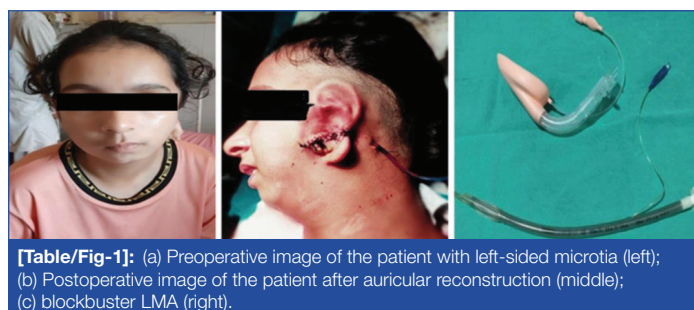 [Table/Fig-1]: (a) Preoperative image of the patient with left-sided microtia (left);
(b) Postoperative image of the patient after auricular reconstruction (middle);
(c) blockbuster LMA (right).